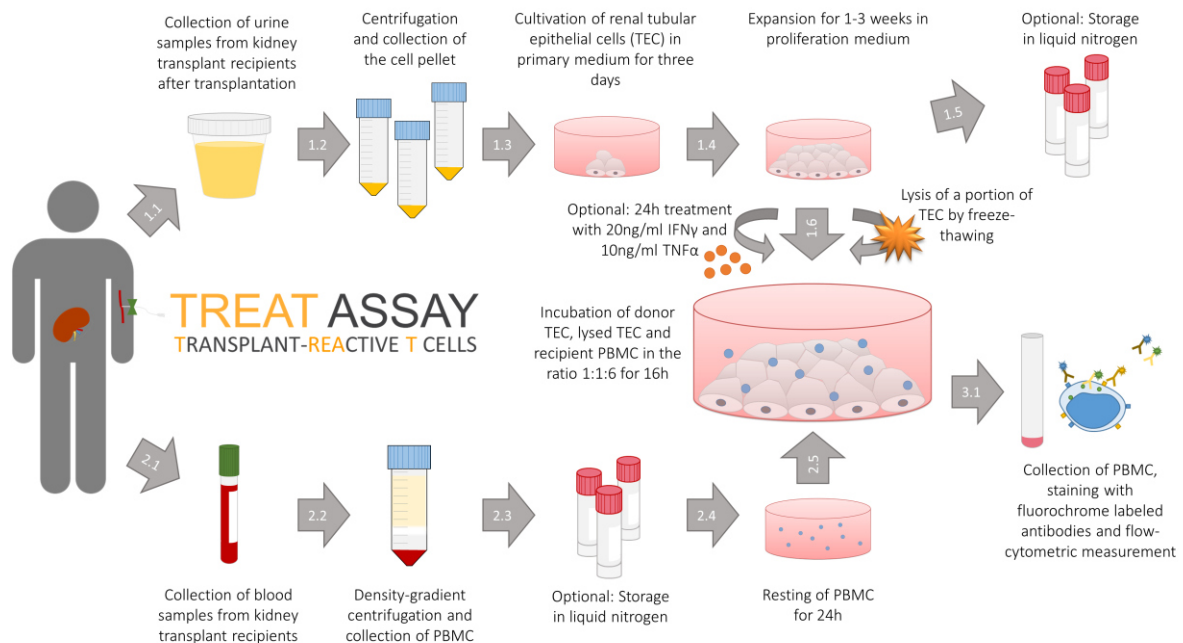 Collection of urine
samples from kidney
transplant recipients
after transplantation
Centrifugation
and collection of
the cell pellet
Cultivation of renal tubular
epithelial cells (TEC) in
primary medium for three
days
Expansion for 1-3 weeks in
proliferation medium
Optional: Storage
in liquid nitrogen
1.1
1.2
1.3
1.4
1.5
Optional: 24h treatment
with 20ng/ml IFNγ and
10ng/ml TNFα
1.6
Lysis of a portion of
TEC by freeze-
thawing
TREAT ASSAY
TRANSPLANT-REACTIVE T CELLS
Incubation of donor
TEC, lysed TEC and
recipient PBMC in the
ratio 1:1:6 for 16h
3.1
2.1
2.2
2.3
2.4
2.5
Collection of PBMC,
staining with
fluorochrome labeled
antibodies and flow-
cytometric measurement
Collection of blood
samples from kidney
transplant recipients
Density-gradient
centrifugation and
collection of PBMC
Optional: Storage
in liquid nitrogen
Resting of PBMC
for 24h